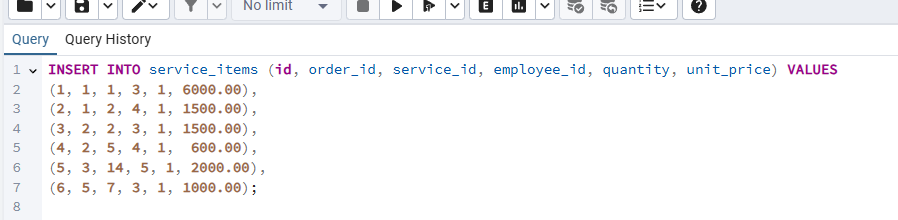 No limit
Query Query History
1 INSERT INTO service_items (id, order_id, service_id, employee_id, quantity, unit_price) VALUES
2 (1, 1, 1, 3, 1, 6000.00),
3 (2, 1, 2, 4, 1, 1500.00),
4 (3, 2, 2, 3, 1, 1500.00),
5 (4, 2, 5, 4, 1,  600.00),
6 (5, 3, 14, 5, 1, 2000.00),
7 (6, 5, 7, 3, 1, 1000.00);
8